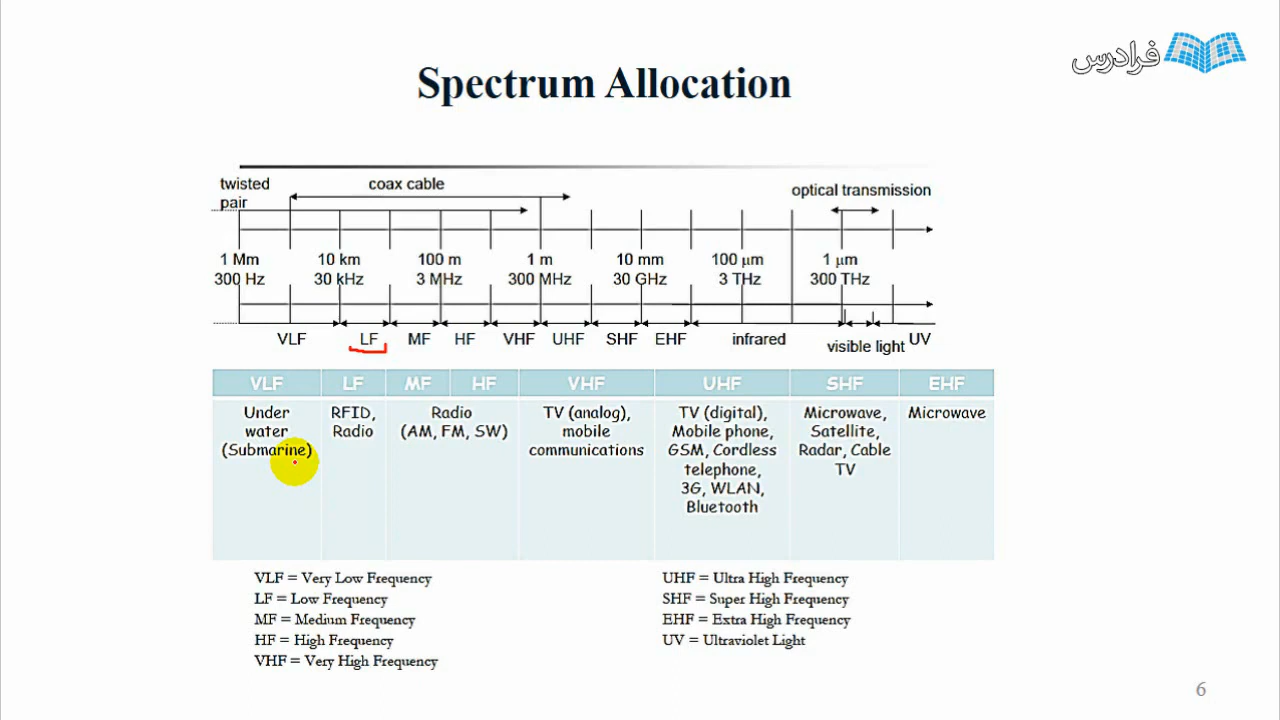 فرادرس
Spectrum Allocation
twisted pair
coax cable
optical transmission
1 Mm 10 km 100 m 1 m 10 mm 100 µm 1 µm
300 Hz 30 kHz 3 MHz 300 MHz 30 GHz 3 THz 300 THz
VLF LF MF HF VHF UHF SHF EHF infrared visible light UV
VLF LF MF HF VHF UHF SHF EHF
Under
water
(Submarine)
RFID,
Radio
Radio
(AM, FM, SW)
TV (analog),
mobile
communications
TV (digital),
Mobile phone,
GSM, Cordless
telephone,
3G, WLAN,
Bluetooth
Microwave,
Satellite,
Radar, Cable
TV
Microwave
VLF = Very Low Frequency
LF = Low Frequency
MF = Medium Frequency
HF = High Frequency
VHF = Very High Frequency
UHF = Ultra High Frequency
SHF = Super High Frequency
EHF = Extra High Frequency
UV = Ultraviolet Light
6